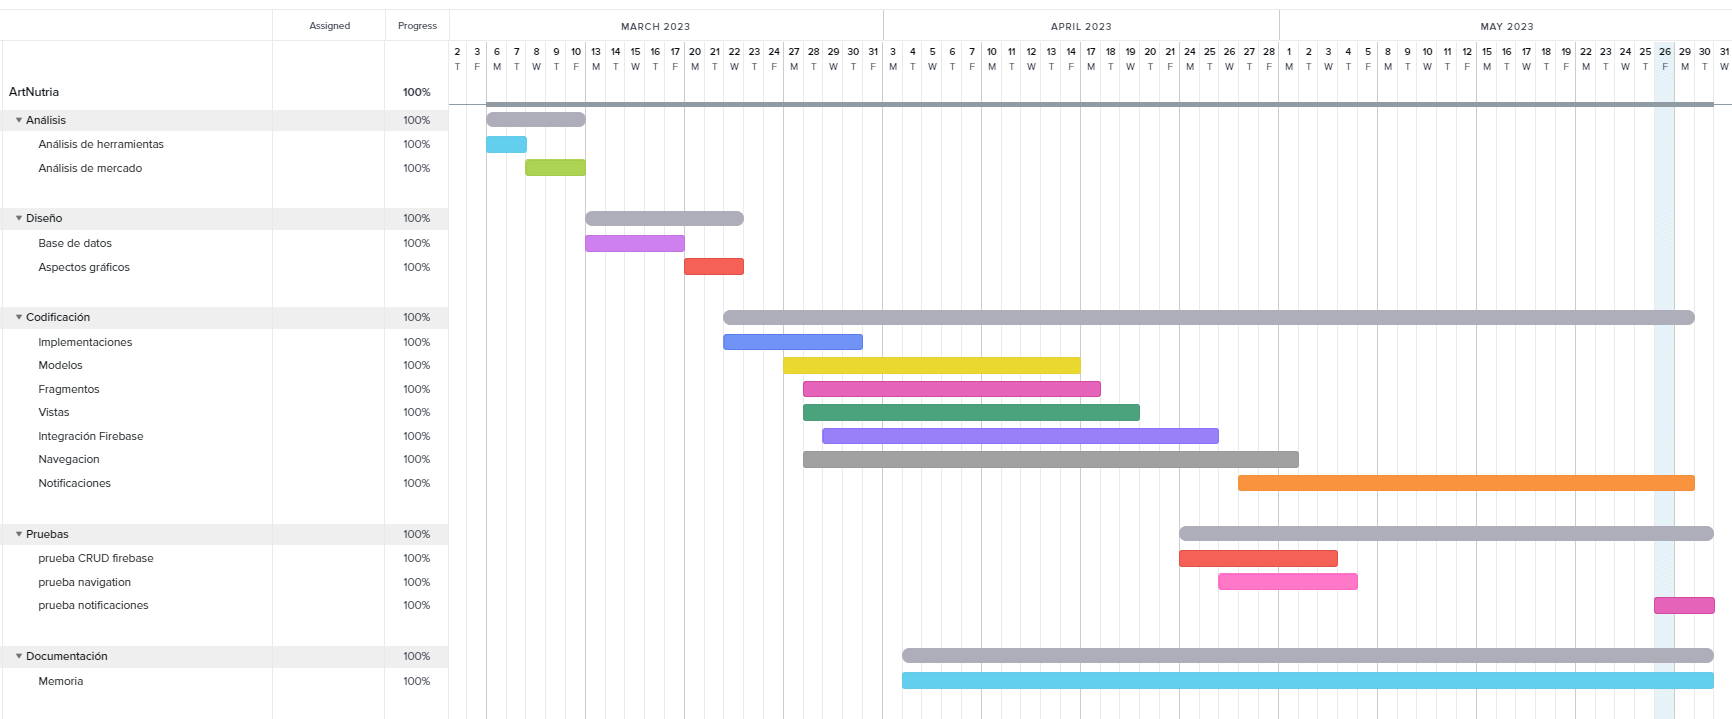 Assigned Progress MARCH 2023 APRIL 2023 MAY 2023
2 3 6 7 8 9 10 13 14 15 16 17 20 21 22 23 24 27 28 29 30 31 3 4 5 6 7 10 11 12 13 14 17 18 19 20 21 24 25 26 27 28 1 2 3 4 5 8 9 10 11 12 15 16 17 18 19 22 23 24 25 26 29 30 31
T F M T W T F M T W T F M T W T F M T W T F M T W T F M T W T F M T W T F M T W T F M T W T F M T W T F M T W T F M T W T F M T W
ArtNutria 100%
Análisis 100%
Análisis de herramientas 100%
Análisis de mercado 100%
Diseño 100%
Base de datos 100%
Aspectos gráficos 100%
Codificación 100%
Implementaciones 100%
Modelos 100%
Fragmentos 100%
Vistas 100%
Integración Firebase 100%
Navegacion 100%
Notificaciones 100%
Pruebas 100%
prueba CRUD firebase 100%
prueba navigation 100%
prueba notificaciones 100%
Documentación 100%
Memoria 100%